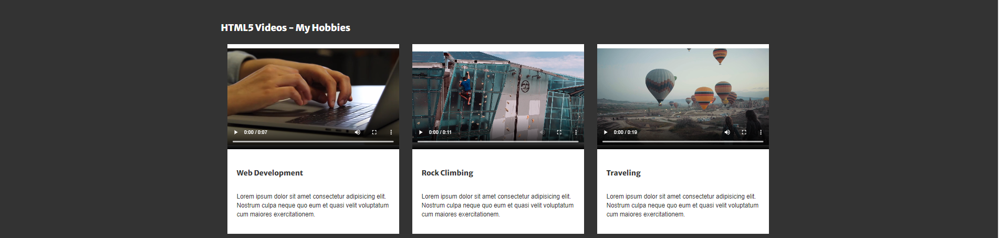 HTML5 Videos - My Hobbies
0:00 / 0:07
0:00 / 0:11
0:00 / 0:19
Web Development
Rock Climbing
Traveling
Lorem ipsum dolor sit amet consectetur adipisicing elit.
Nostrum culpa neque quo eum et quasi velit voluptatum
cum maiores exercitationem.
Lorem ipsum dolor sit amet consectetur adipisicing elit.
Nostrum culpa neque quo eum et quasi velit voluptatum
cum maiores exercitationem.
Lorem ipsum dolor sit amet consectetur adipisicing elit.
Nostrum culpa neque quo eum et quasi velit voluptatum
cum maiores exercitationem.